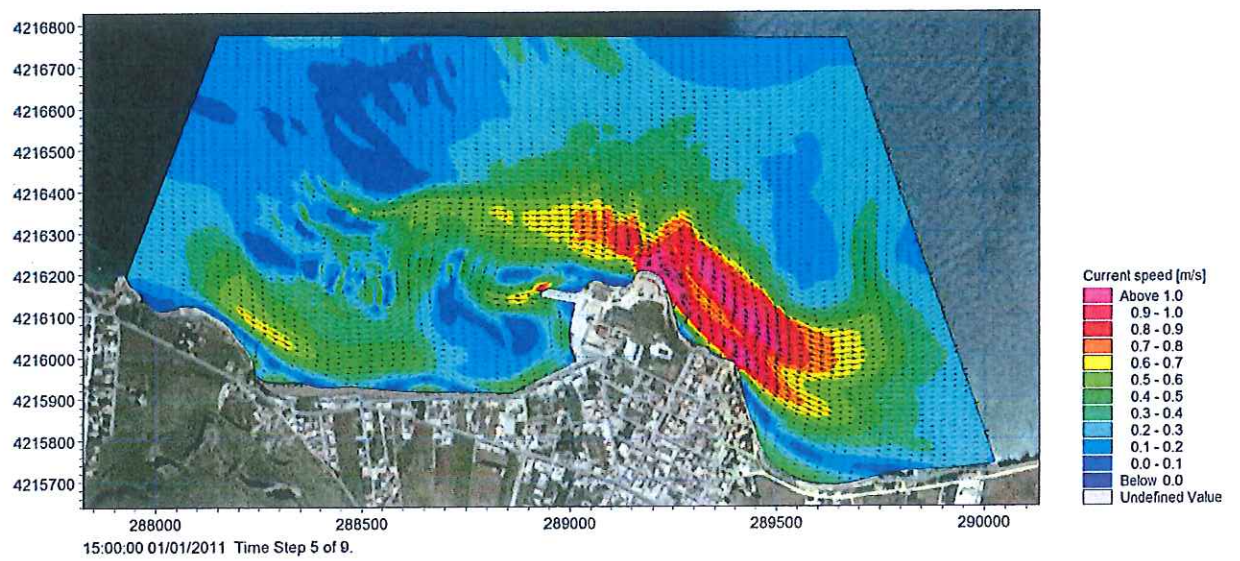 4216800
4216700
4216600
4216500
4216400
4216300
4216200
4216100
4216000
4215900
4215800
4215700
288000 288500 289000 289500 290000
15:00:00 01/01/2011 Time Step 5 of 9.
Current speed [m/s]
Above 1.0
0.9 - 1.0
0.8 - 0.9
0.7 - 0.8
0.6 - 0.7
0.5 - 0.6
0.4 - 0.5
0.3 - 0.4
0.2 - 0.3
0.1 - 0.2
0.0 - 0.1
Below 0.0
Undefined Value